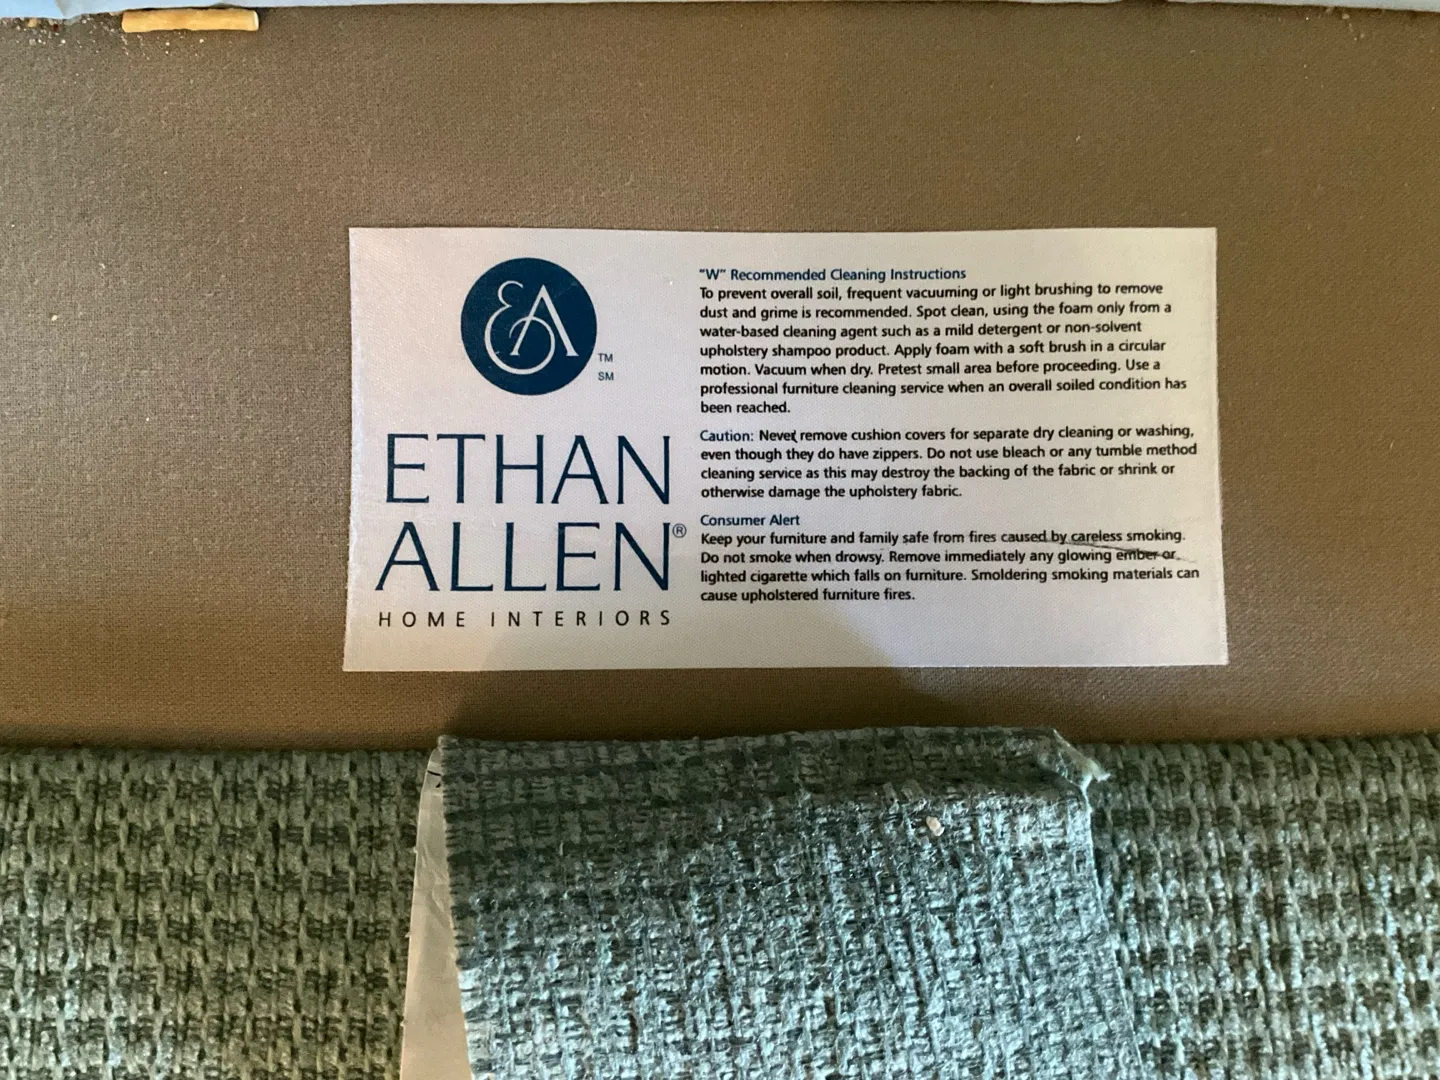 EA
TM
SM
ETHAN
ALLEN®
HOME INTERIORS
"W" Recommended Cleaning Instructions
To prevent overall soil, frequent vacuuming or light brushing to remove
dust and grime is recommended. Spot clean, using the foam only from a
water-based cleaning agent such as a mild detergent or non-solvent
upholstery shampoo product. Apply foam with a soft brush in a circular
motion. Vacuum when dry. Pretest small area before proceeding. Use a
professional furniture cleaning service when an overall soiled condition has
been reached.
Caution: Never remove cushion covers for separate dry cleaning or washing,
even though they do have zippers. Do not use bleach or any tumble method
cleaning service as this may destroy the backing of the fabric or shrink or
otherwise damage the upholstery fabric.
Consumer Alert
Keep your furniture and family safe from fires caused by careless smoking.
Do not smoke when drowsy. Remove immediately any glowing ember or
lighted cigarette which falls on furniture. Smoldering smoking materials can
cause upholstered furniture fires.